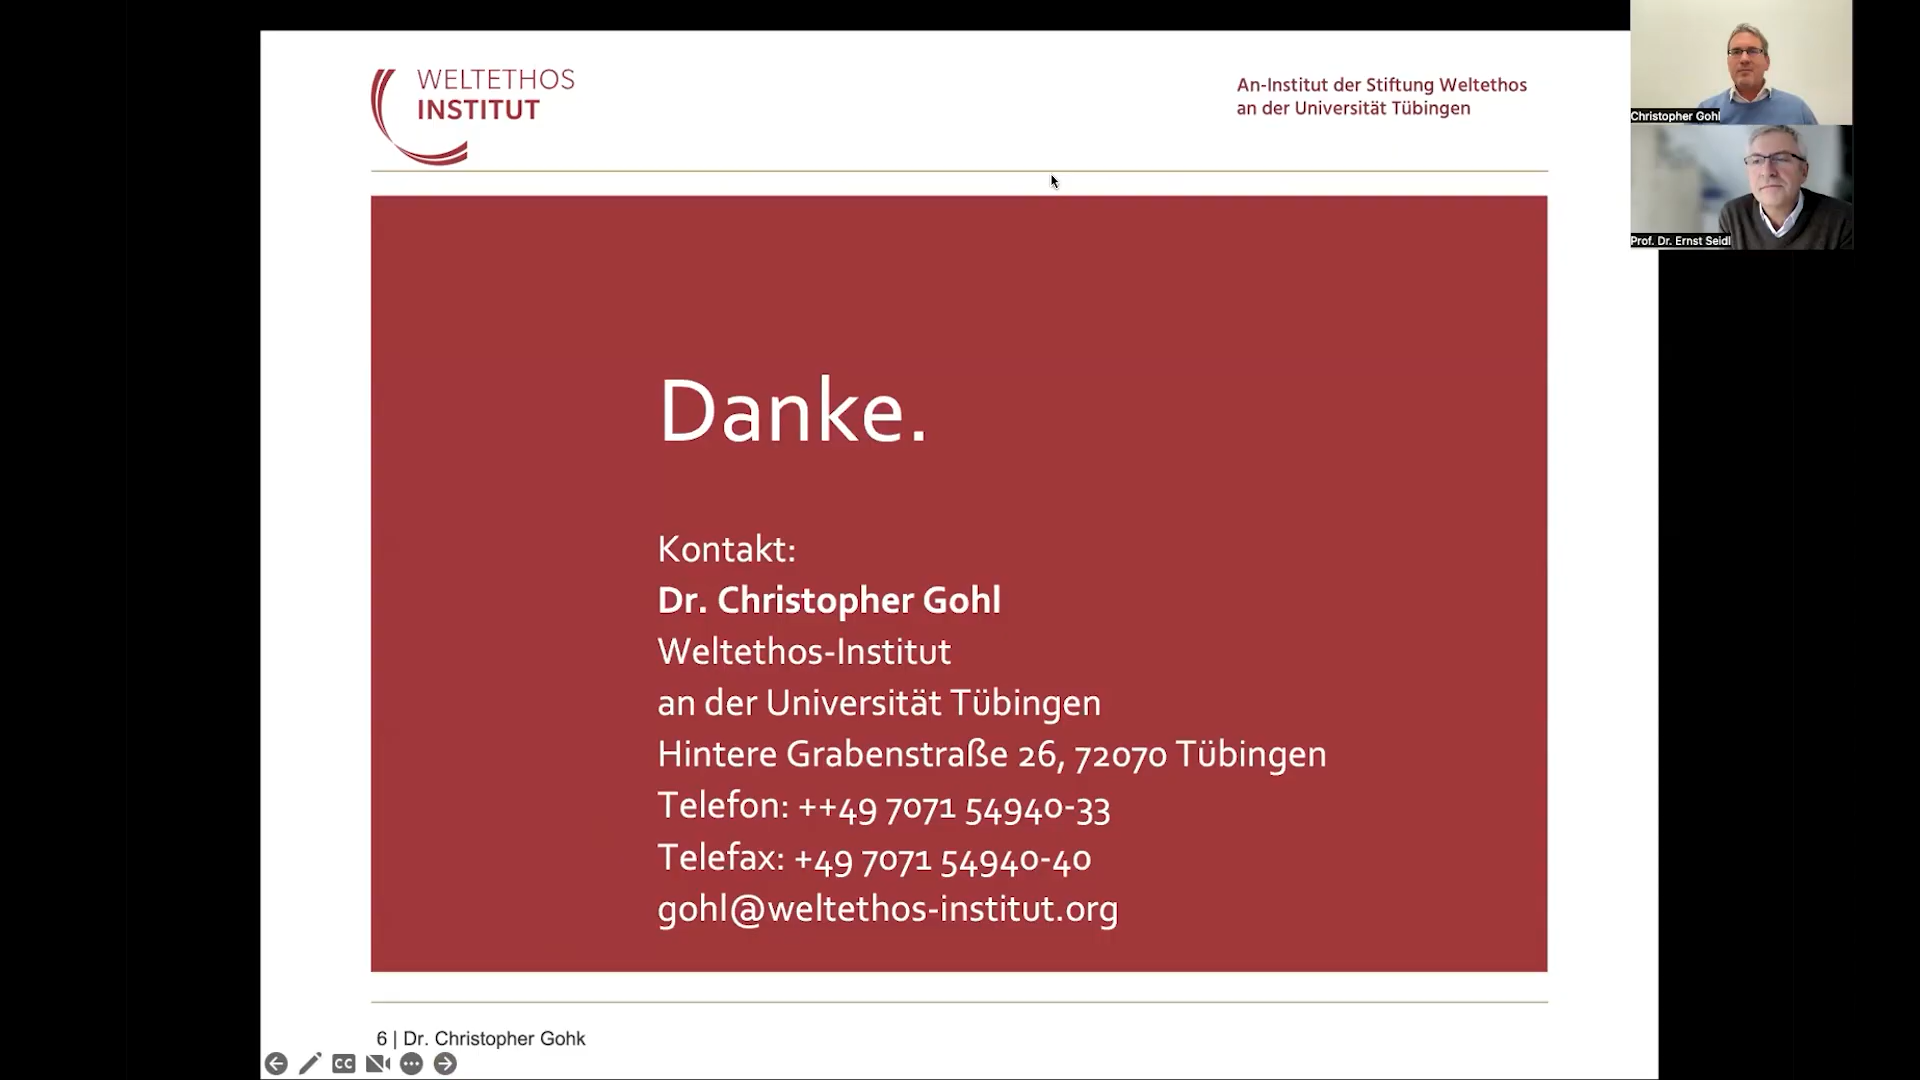 WELTETHOS
INSTITUT
An-Institut der Stiftung Weltethos
an der Universität Tübingen
Christopher Gohl
Prof. Dr. Ernst Seidl
Danke.
Kontakt:
Dr. Christopher Gohl
Weltethos-Institut
an der Universität Tübingen
Hintere Grabenstraße 26, 72070 Tübingen
Telefon: ++49 7071 54940-33
Telefax: +49 7071 54940-40
gohl@weltethos-institut.org
6 | Dr. Christopher Gohk
CC